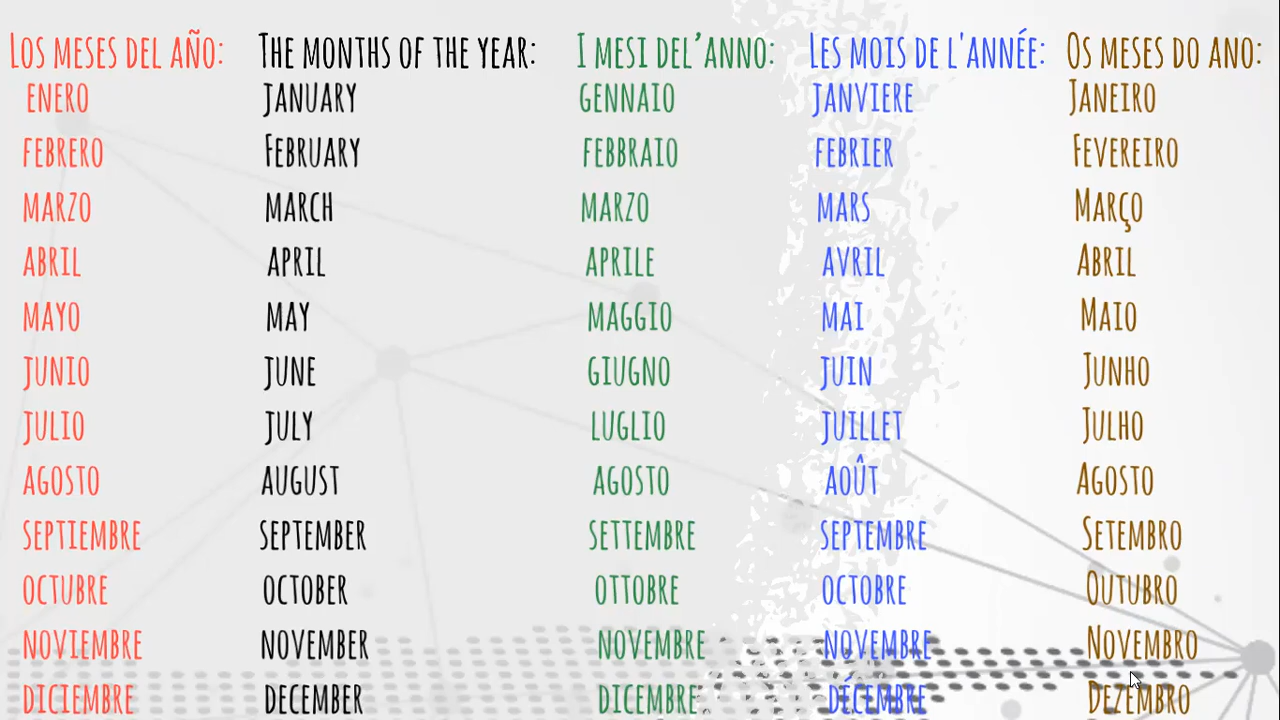 Los meses del año: The months of the year: I mesi del'anno: Les mois de l'année: Os meses do ano:
enero january gennaio janviere Janeiro
febrero February febbraio febrier Fevereiro
marzo march marzo mars Março
abril april aprile avril Abril
mayo may maggio mai Maio
junio june giugno juin Junho
julio july luglio juillet Julho
agosto august agosto août Agosto
septiembre september settembre septembre Setembro
octubre october ottobre octobre Outubro
noviembre november novembre novembre Novembro
diciembre december dicembre décembre Dezembro